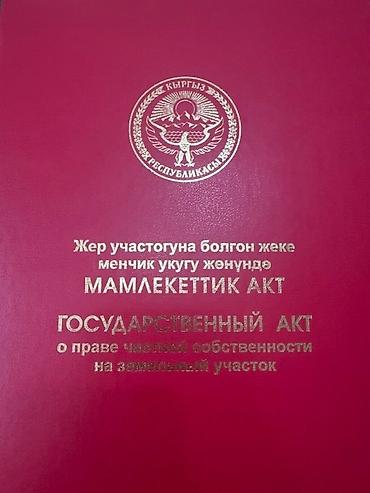 КЫРГЫЗ
РЕСПУБЛИКАСЫ
Жер участогуна болгон жеке
менчик укугу жөнүндө
МАМЛЕКЕТТИК АКТ
ГОСУДАРСТВЕННЫЙ АКТ
о праве частной собственности
на земельный участок